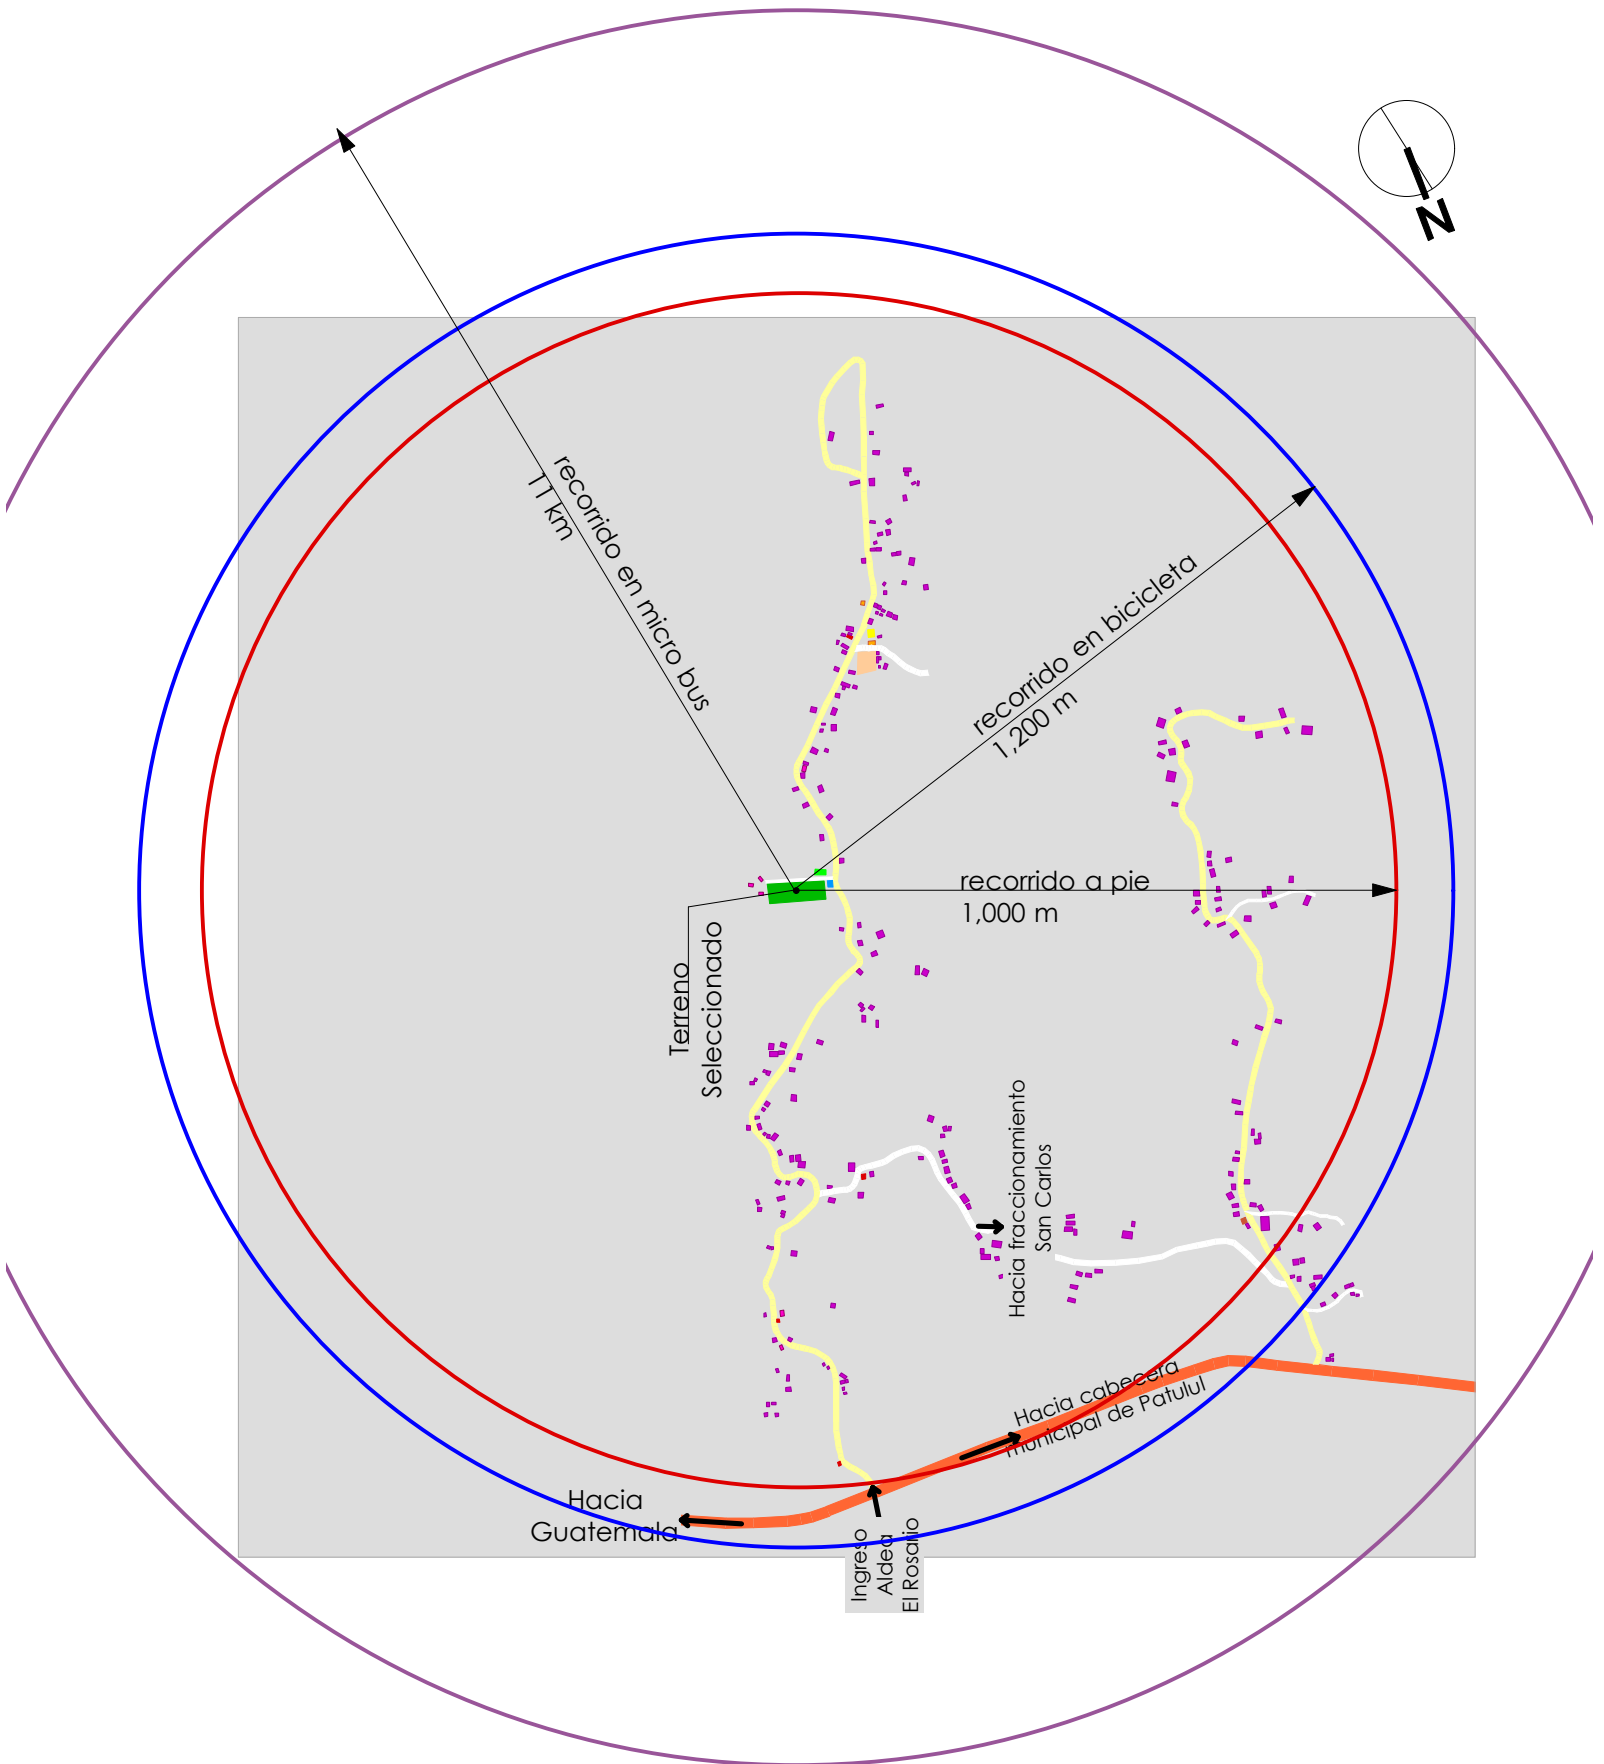 N
recorrido en micro bus
11 km
recorrido en bicicleta
1,200 m
recorrido a pie
1,000 m
Terreno
Seleccionado
Hacia fraccionamiento
San Carlos
Hacia cabecera
municipal de Patulul
Hacia
Guatemala
Ingreso
Aldea
El Rosario